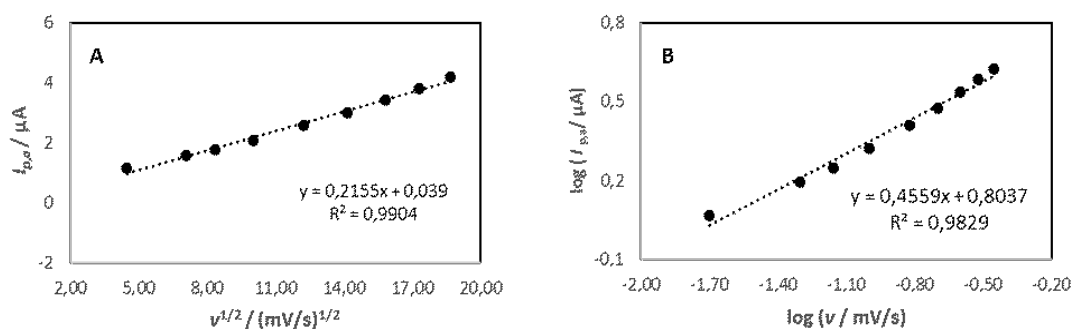 A
6
4
2
0
-2
I p,a / μA
y = 0,2155x + 0,039
R² = 0,9904
2,00 5,00 8,00 11,00 14,00 17,00 20,00
v^1/2 / (mV/s)^1/2
B
0,8
0,5
0,2
-0,1
log ( I p,a / μA)
y = 0,4559x + 0,8037
R² = 0,9829
-2,00 -1,70 -1,40 -1,10 -0,80 -0,50 -0,20
log (v / mV/s)